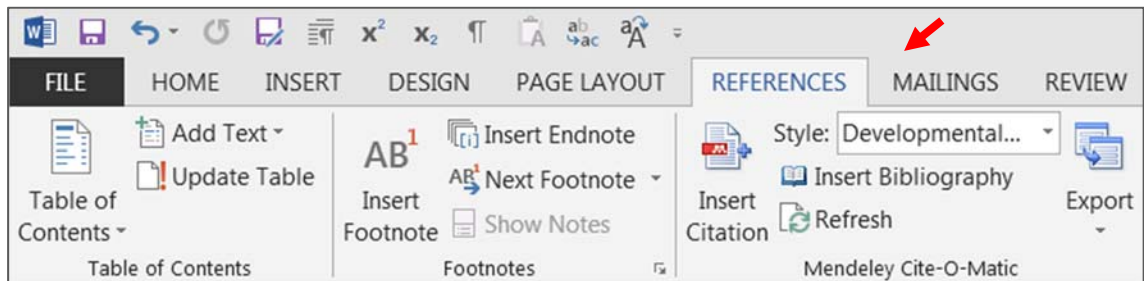 FILE HOME INSERT DESIGN PAGE LAYOUT REFERENCES MAILINGS REVIEW
Table of
Contents
Add Text
Update Table
Table of Contents
AB1
Insert
Footnote
Insert Endnote
Next Footnote
Show Notes
Footnotes
Insert
Citation
Style: Developmental...
Insert Bibliography
Refresh
Export
Mendeley Cite-O-Matic